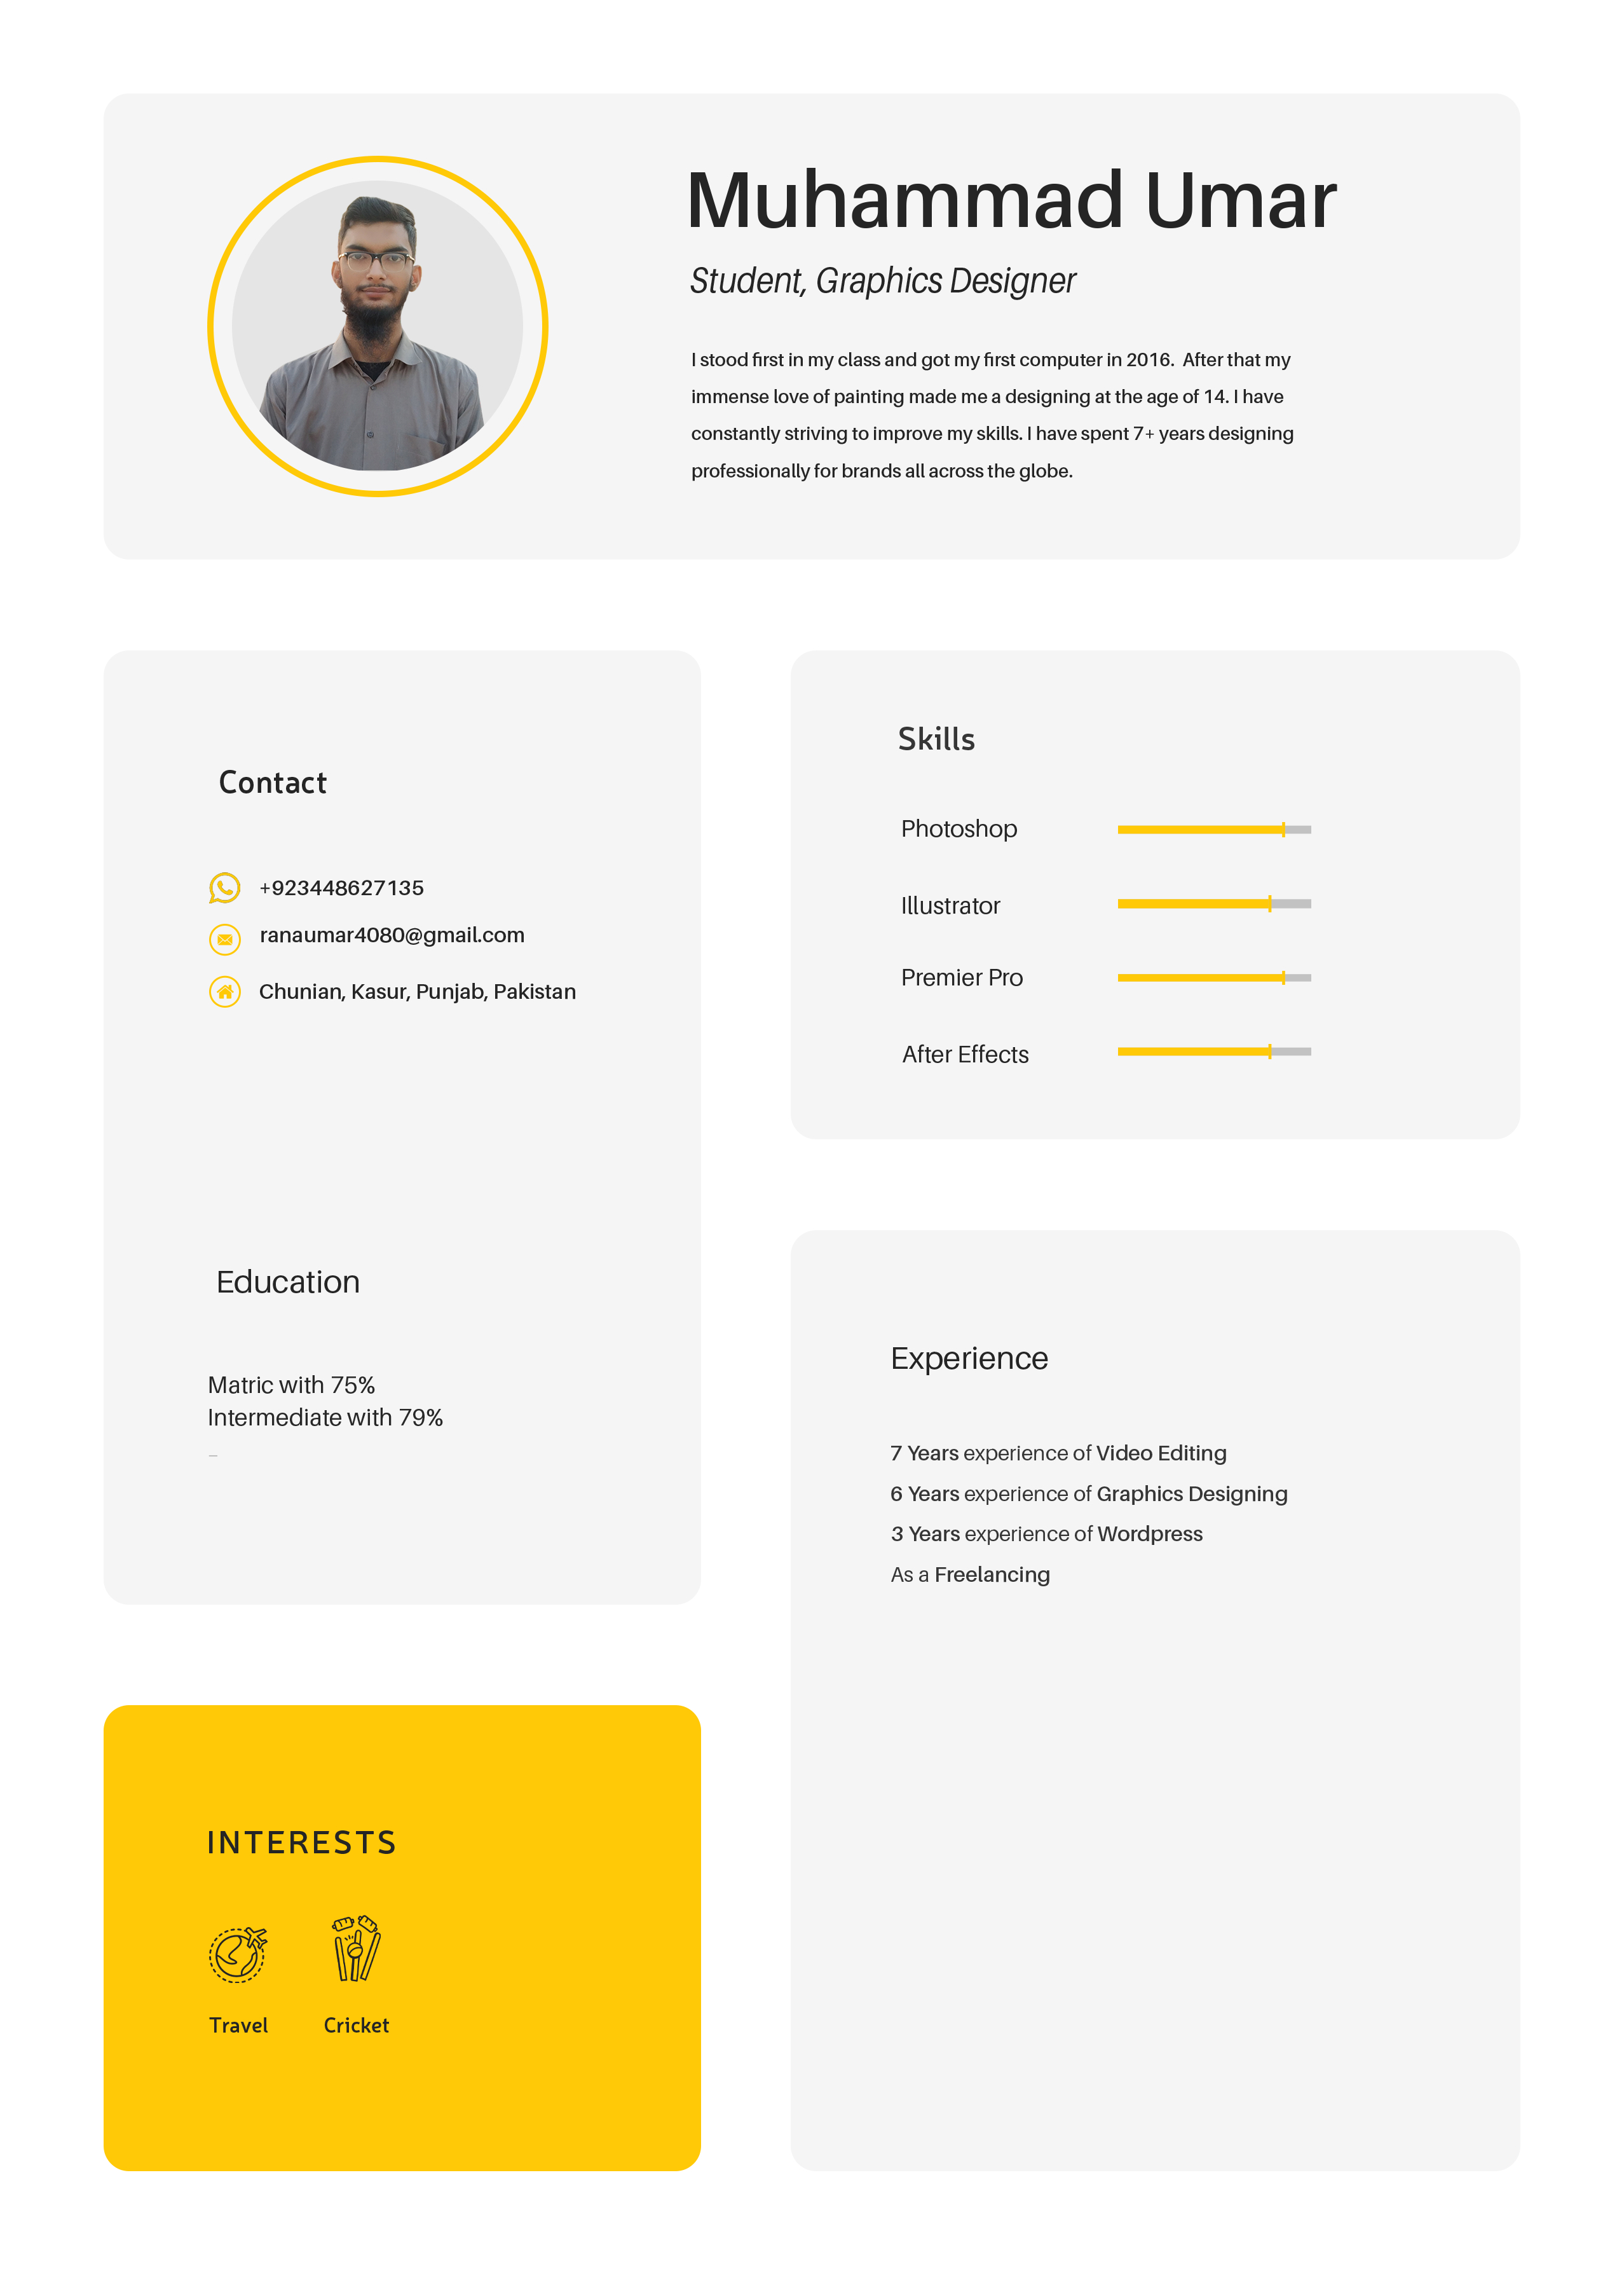 Muhammad Umar
Student, Graphics Designer
I stood first in my class and got my first computer in 2016.  After that my
immense love of painting made me a designing at the age of 14. I have
constantly striving to improve my skills. I have spent 7+ years designing
professionally for brands all across the globe.
Contact
+923448627135
ranaumar4080@gmail.com
Chunian, Kasur, Punjab, Pakistan
Education
Matric with 75%
Intermediate with 79%
_
INTERESTS
Travel
Cricket
Skills
Photoshop
Illustrator
Premier Pro
After Effects
Experience
7 Years experience of Video Editing
6 Years experience of Graphics Designing
3 Years experience of Wordpress
As a Freelancing